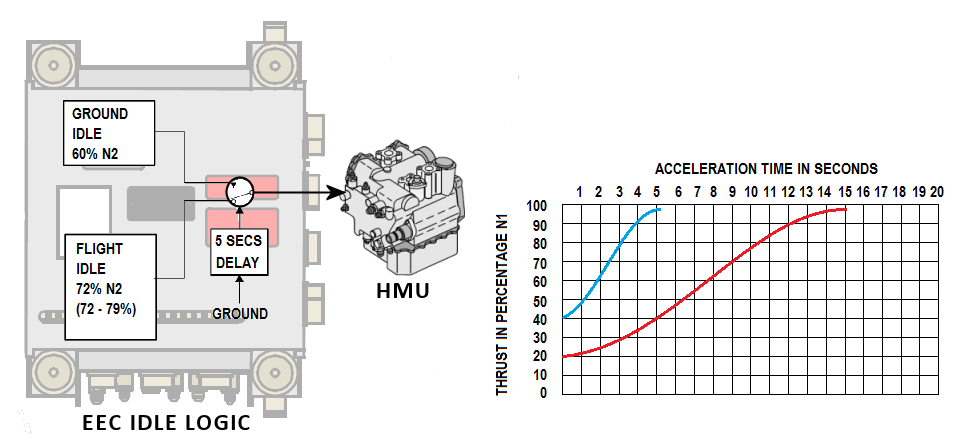 GROUND
IDLE
60% N2
FLIGHT
IDLE
72% N2
(72 - 79%)
5 SECS
DELAY
GROUND
HMU
EEC IDLE LOGIC
ACCELERATION TIME IN SECONDS
1 2 3 4 5 6 7 8 9 10 11 12 13 14 15 16 17 18 19 20
THRUST IN PERCENTAGE N1
100
90
80
70
60
50
40
30
20
10
0